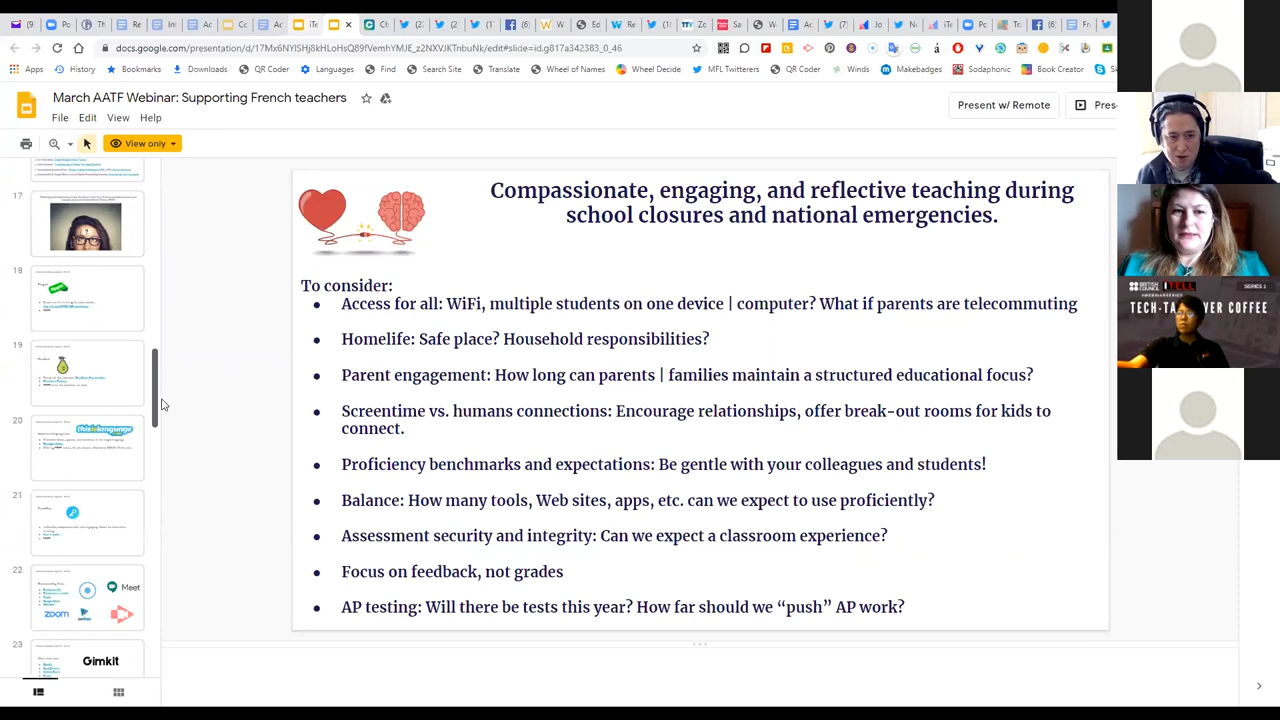 docs.google.com/presentation/d/17Mx6NYlSHj8kHLoHsQ89fVemhYMJE_z2NXVJKTnbuNk/edit#slide=id.g817a342383_0_46
Apps History Bookmarks Downloads QR Coder Languages Find Search Site Translate Wheel of Names Wheel Decide MFL Twitterers QR Coder Winds Makebadges Sodaphonic Book Creator
March AATF Webinar: Supporting French teachers
Present w/ Remote
File Edit View Help
View only
Compassionate, engaging, and reflective teaching during
school closures and national emergencies.
To consider:
● Access for all: WiFi, multiple students on one device | computer? What if parents are telecommuting
● Homelife: Safe place? Household responsibilities?
● Parent engagement: How long can parents | families maintain a structured educational focus?
● Screentime vs. humans connections: Encourage relationships, offer break-out rooms for kids to
connect.
● Proficiency benchmarks and expectations: Be gentle with your colleagues and students!
● Balance: How many tools, Web sites, apps, etc. can we expect to use proficiently?
● Assessment security and integrity: Can we expect a classroom experience?
● Focus on feedback, not grades
● AP testing: Will there be tests this year? How far should we “push” AP work?
17
18
19
20
thisislanguage
21
22
Meet
zoom
23
Gimkit
BRITISH COUNCIL
SERIES 1